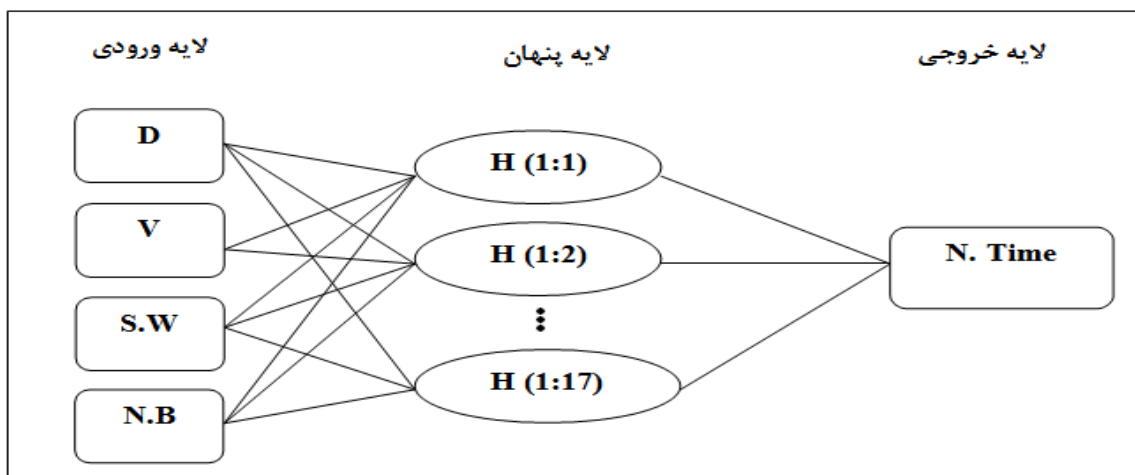 لایه ورودی
لایه پنهان
لایه خروجی
D
V
S.W
N.B
H (1:1)
H (1:2)
H (1:17)
N. Time